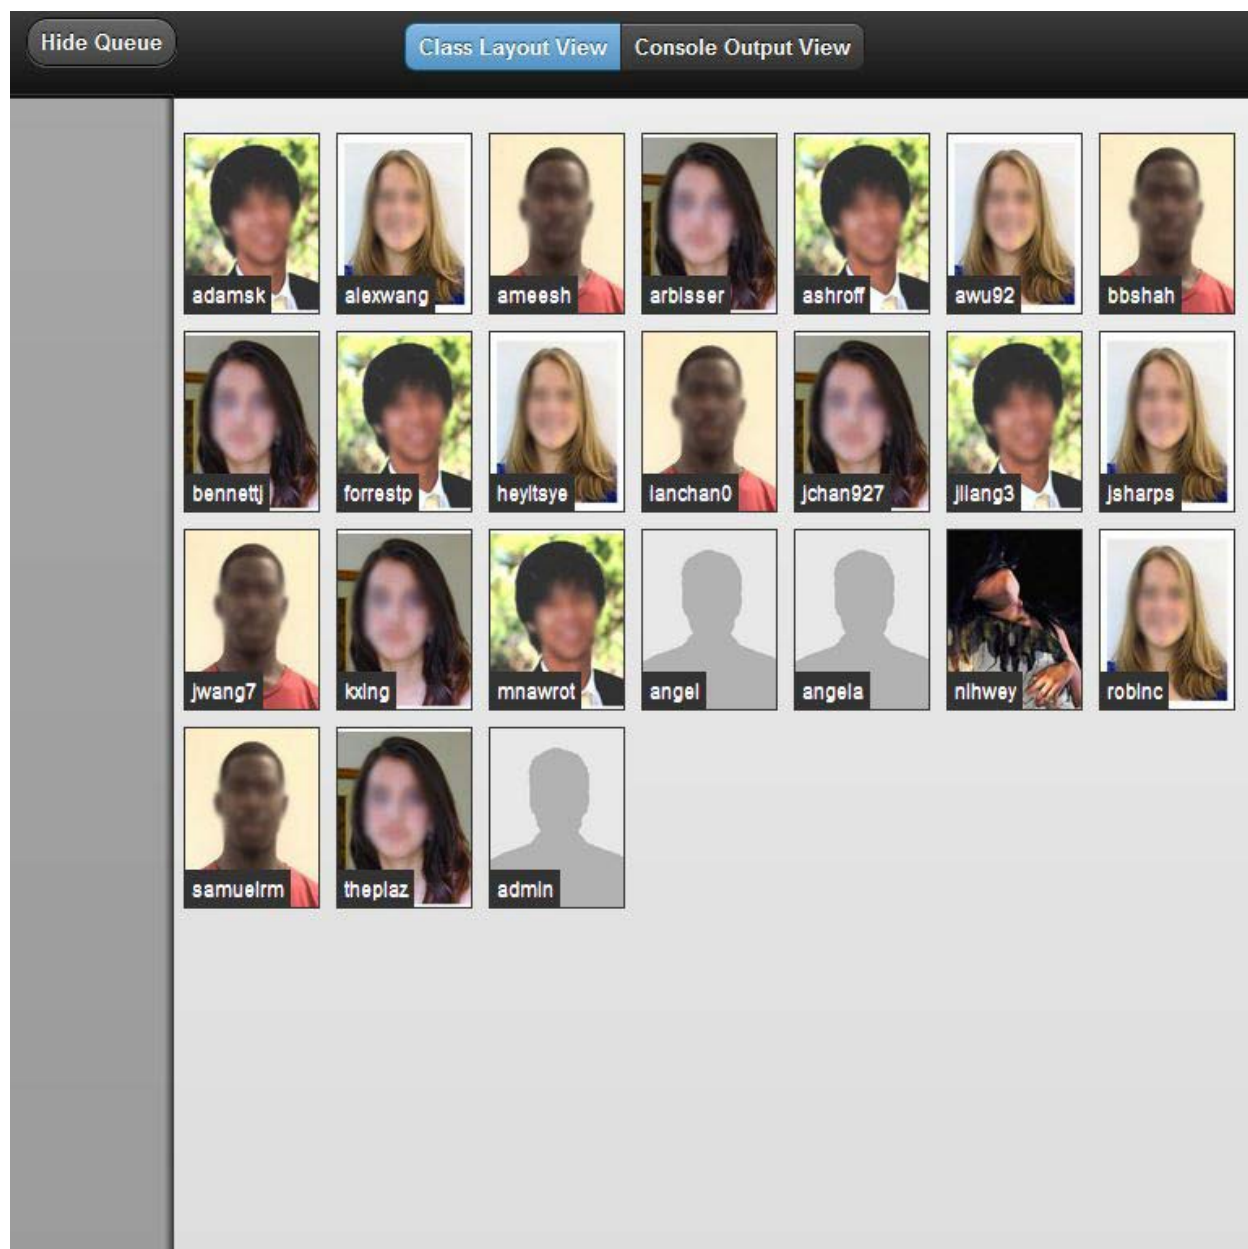 Hide Queue
Class Layout View Console Output View
adamsk alexwang ameesh arbisser ashroff awu92 bbshah
bennettj forrestp heyitsye ianchan0 jchan927 jliang3 jsharps
jwang7 kxing mnawrot angel angela nihwey robinc
samuelrm theplaz admin